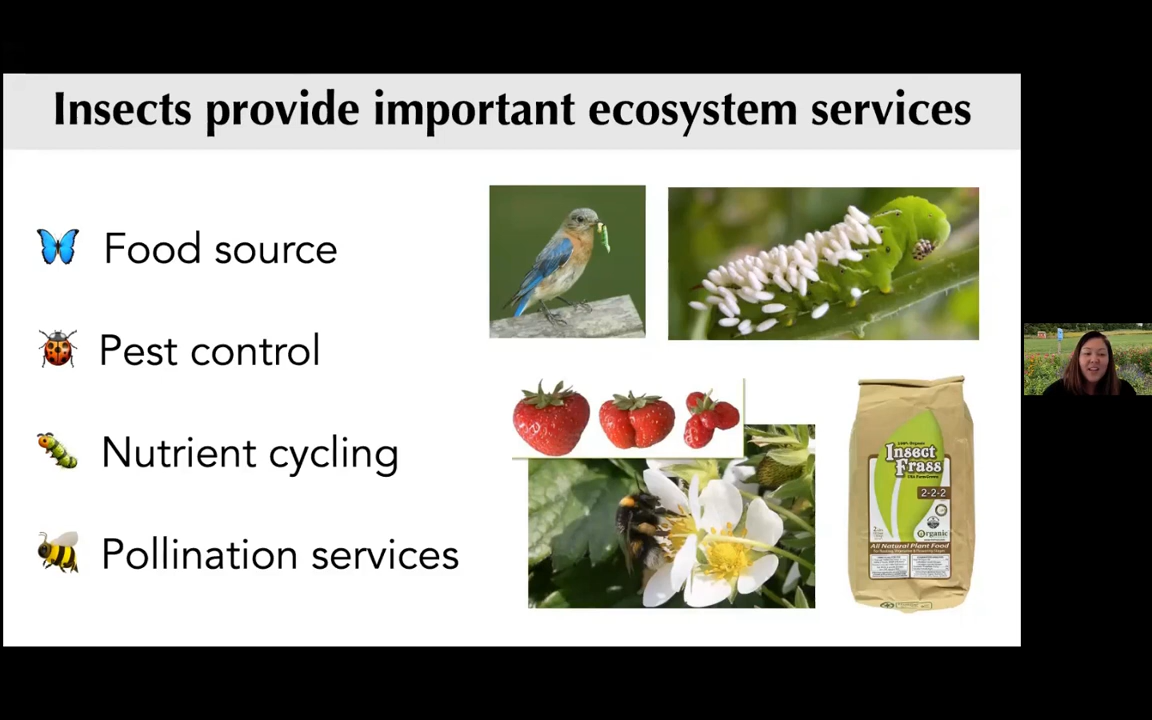 Insects provide important ecosystem services
Food source
Pest control
Nutrient cycling
Pollination services
Insect
Frass
2-2-2
Organic
All Natural Plant Food